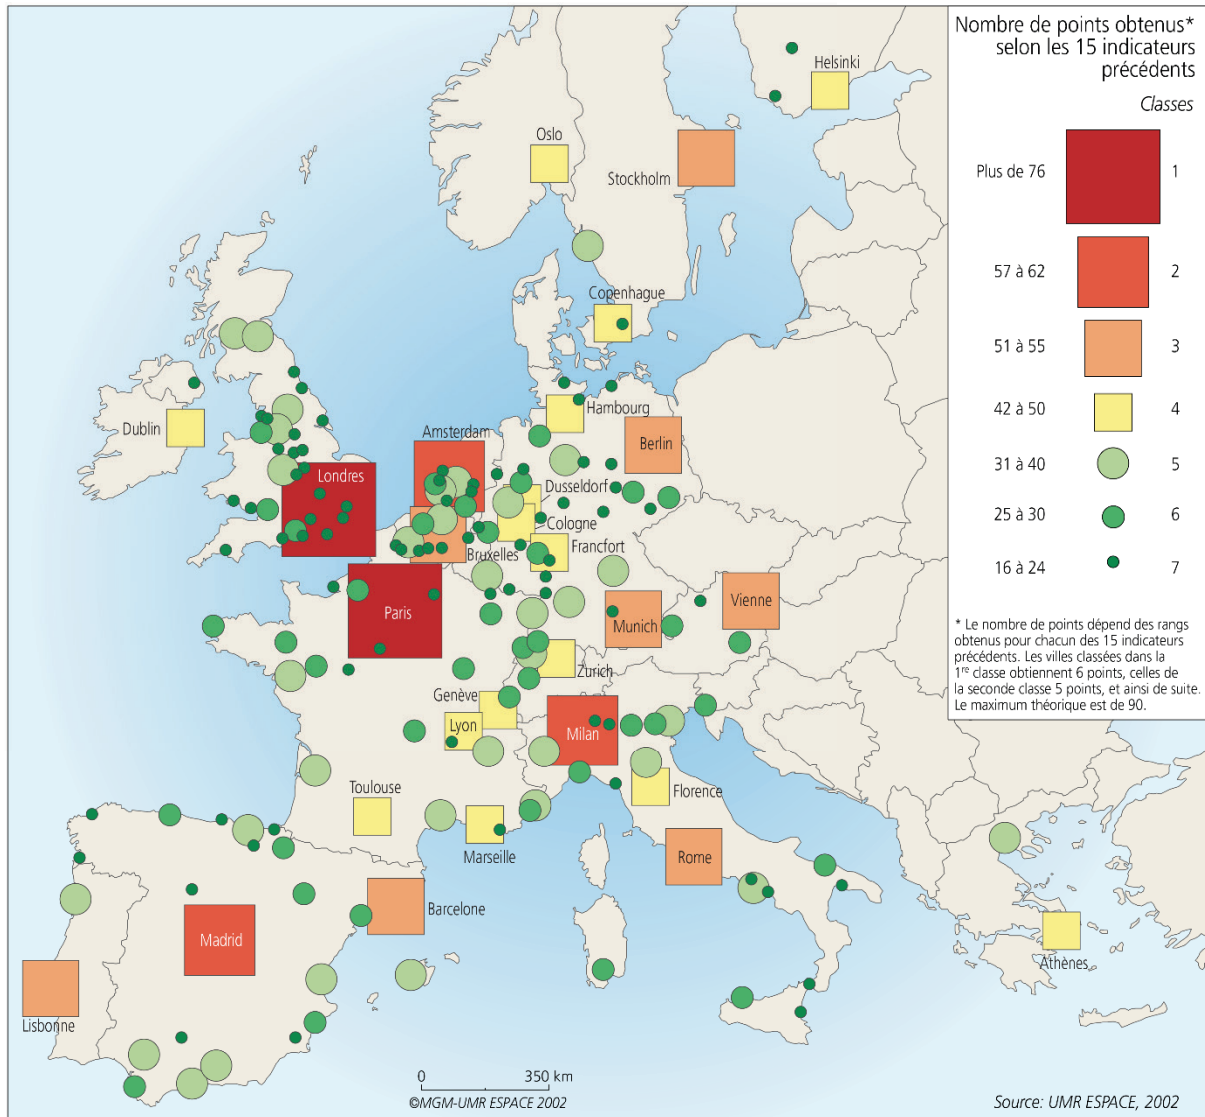 Nombre de points obtenus*
selon les 15 indicateurs
précédents
Classes
Plus de 76
1
57 à 62
2
51 à 55
3
42 à 50
4
31 à 40
5
25 à 30
6
16 à 24
7
* Le nombre de points dépend des rangs
obtenus pour chacun des 15 indicateurs
précédents. Les villes classées dans la
1re classe obtiennent 6 points, celles de
la seconde classe 5 points, et ainsi de suite.
Le maximum théorique est de 90.
Helsinki
Oslo
Stockholm
Copenhague
Hambourg
Dublin
Amsterdam
Berlin
Londres
Dusseldorf
Cologne
Bruxelles
Francfort
Paris
Vienne
Munich
Zurich
Genève
Lyon
Milan
Toulouse
Florence
Marseille
Rome
Barcelone
Madrid
Athènes
Lisbonne
0
350 km
©MGM-UMR ESPACE 2002
Source: UMR ESPACE, 2002